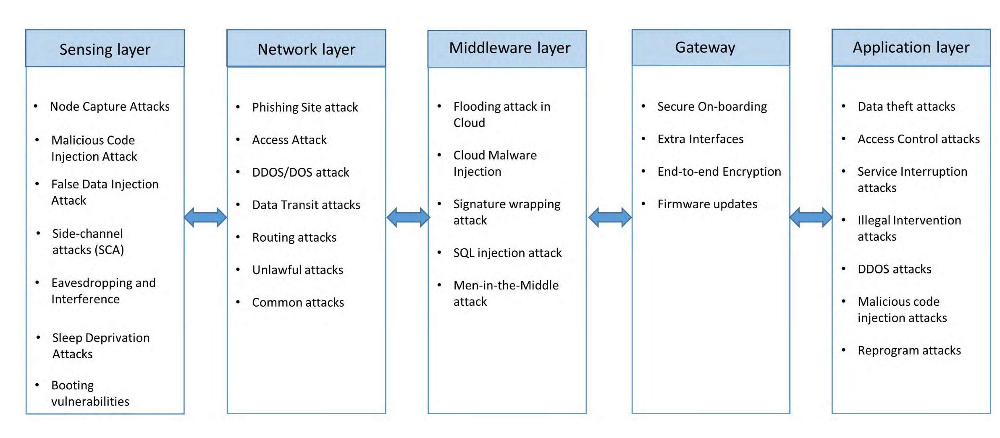 Sensing layer
• Node Capture Attacks
• Malicious Code
Injection Attack
• False Data Injection
Attack
• Side-channel
attacks (SCA)
• Eavesdropping and
Interference
• Sleep Deprivation
Attacks
• Booting
vulnerabilities
Network layer
• Phishing Site attack
• Access Attack
• DDOS/DOS attack
• Data Transit attacks
• Routing attacks
• Unlawful attacks
• Common attacks
Middleware layer
• Flooding attack in
Cloud
• Cloud Malware
Injection
• Signature wrapping
attack
• SQL injection attack
• Men-in-the-Middle
attack
Gateway
• Secure On-boarding
• Extra Interfaces
• End-to-end Encryption
• Firmware updates
Application layer
• Data theft attacks
• Access Control attacks
• Service Interruption
attacks
• Illegal Intervention
attacks
• DDOS attacks
• Malicious code
injection attacks
• Reprogram attacks